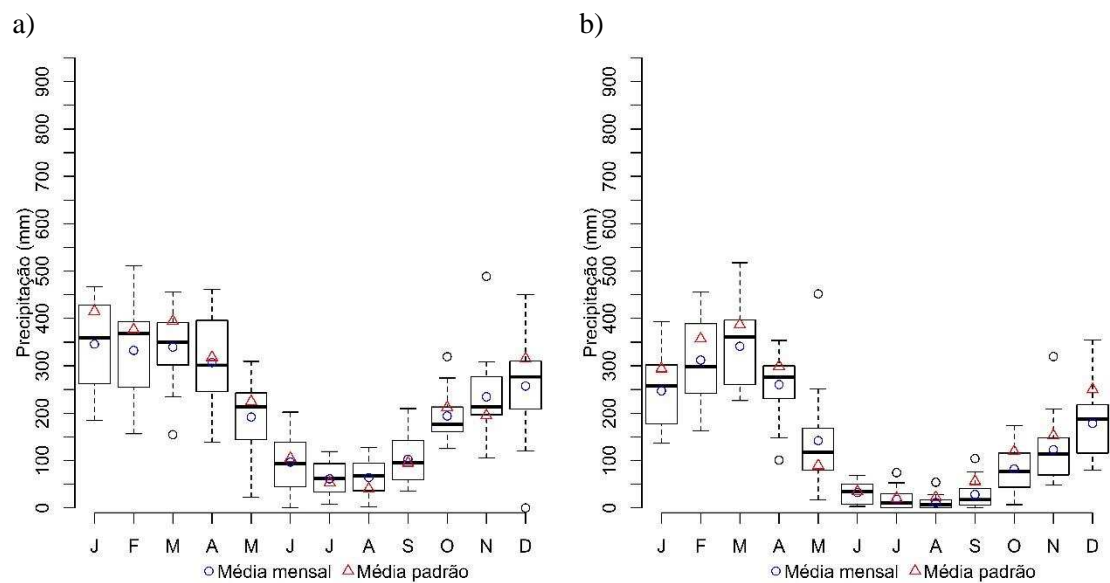 a)
b)
Precipitação (mm)
0 100 200 300 400 500 600 700 800 900
J F M A M J J A S O N D
Média mensal Média padrão
Precipitação (mm)
0 100 200 300 400 500 600 700 800 900
J F M A M J J A S O N D
Média mensal Média padrão